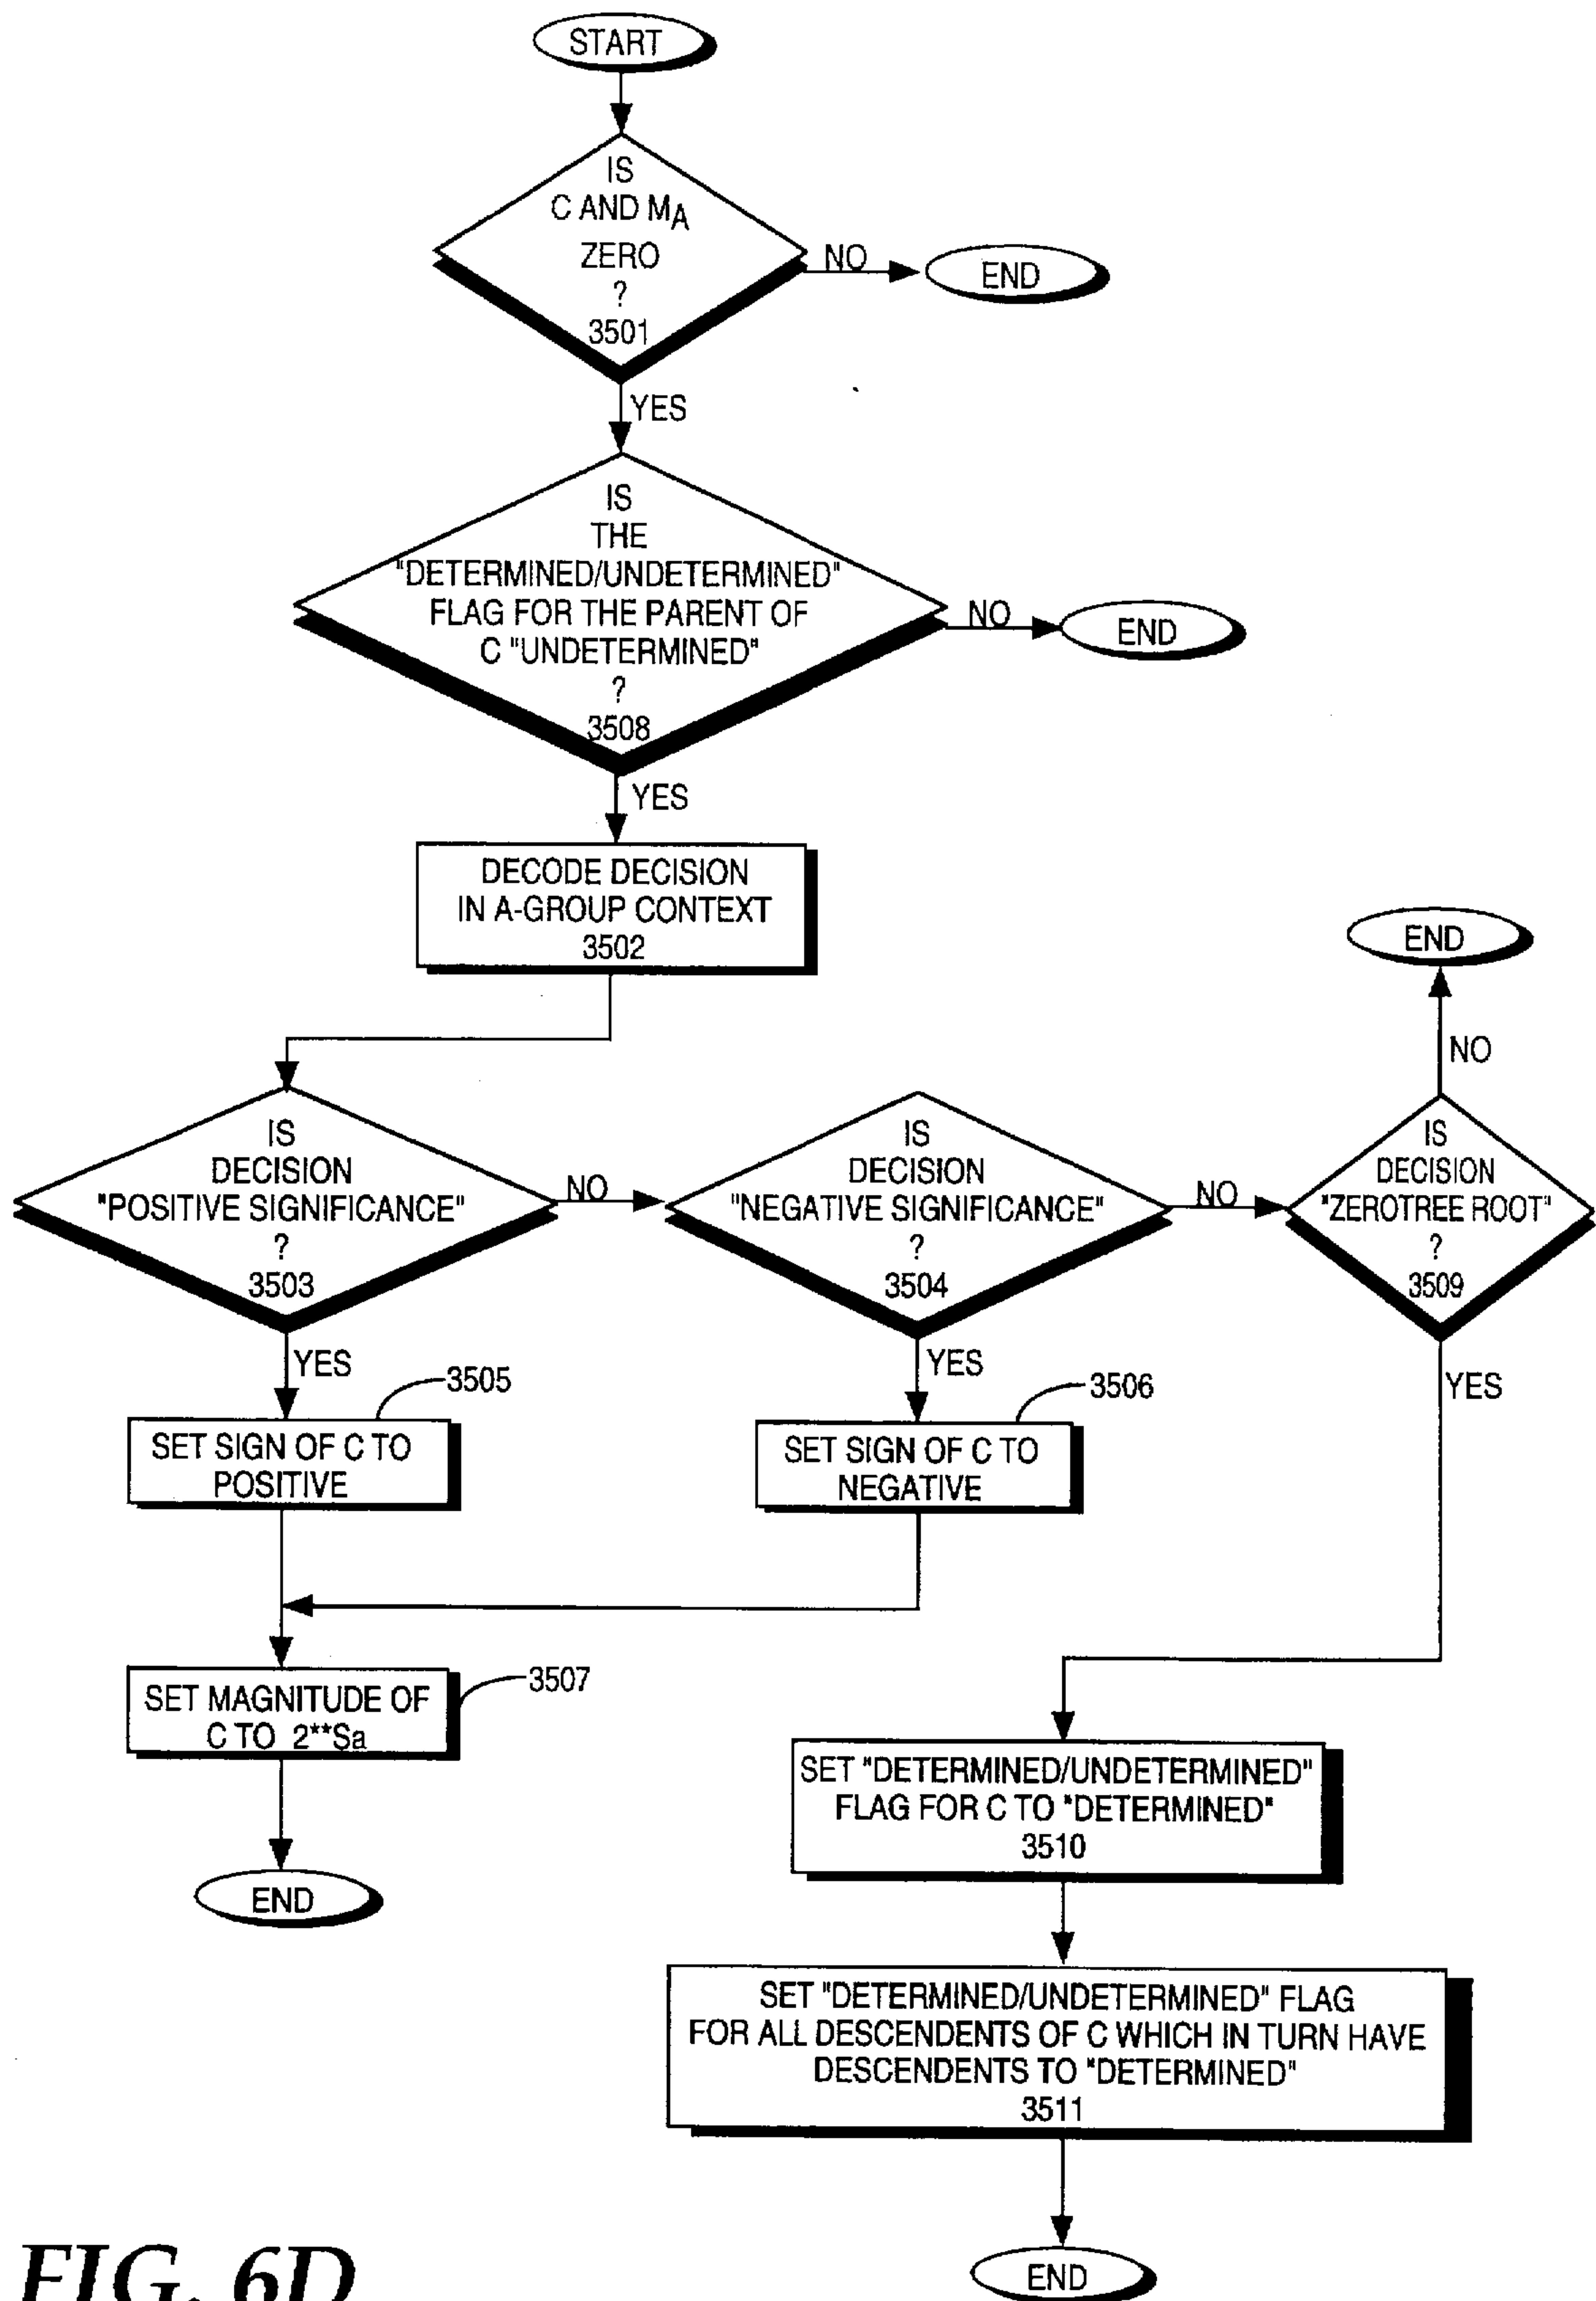 START
IS
C AND MA
ZERO
?
3501
NO
END
YES
IS
THE
"DETERMINED/UNDETERMINED"
FLAG FOR THE PARENT OF
C "UNDETERMINED"
?
3508
NO
END
YES
DECODE DECISION
IN A-GROUP CONTEXT
3502
END
NO
IS
DECISION
"POSITIVE SIGNIFICANCE"
?
3503
NO
IS
DECISION
"NEGATIVE SIGNIFICANCE"
?
3504
NO
IS
DECISION
"ZEROTREE ROOT"
?
3509
YES
3505
SET SIGN OF C TO
POSITIVE
YES
3506
SET SIGN OF C TO
NEGATIVE
YES
SET MAGNITUDE OF
C TO 2**Sa
3507
END
SET "DETERMINED/UNDETERMINED"
FLAG FOR C TO "DETERMINED"
3510
SET "DETERMINED/UNDETERMINED" FLAG
FOR ALL DESCENDENTS OF C WHICH IN TURN HAVE
DESCENDENTS TO "DETERMINED"
3511
END
FIG. 6D